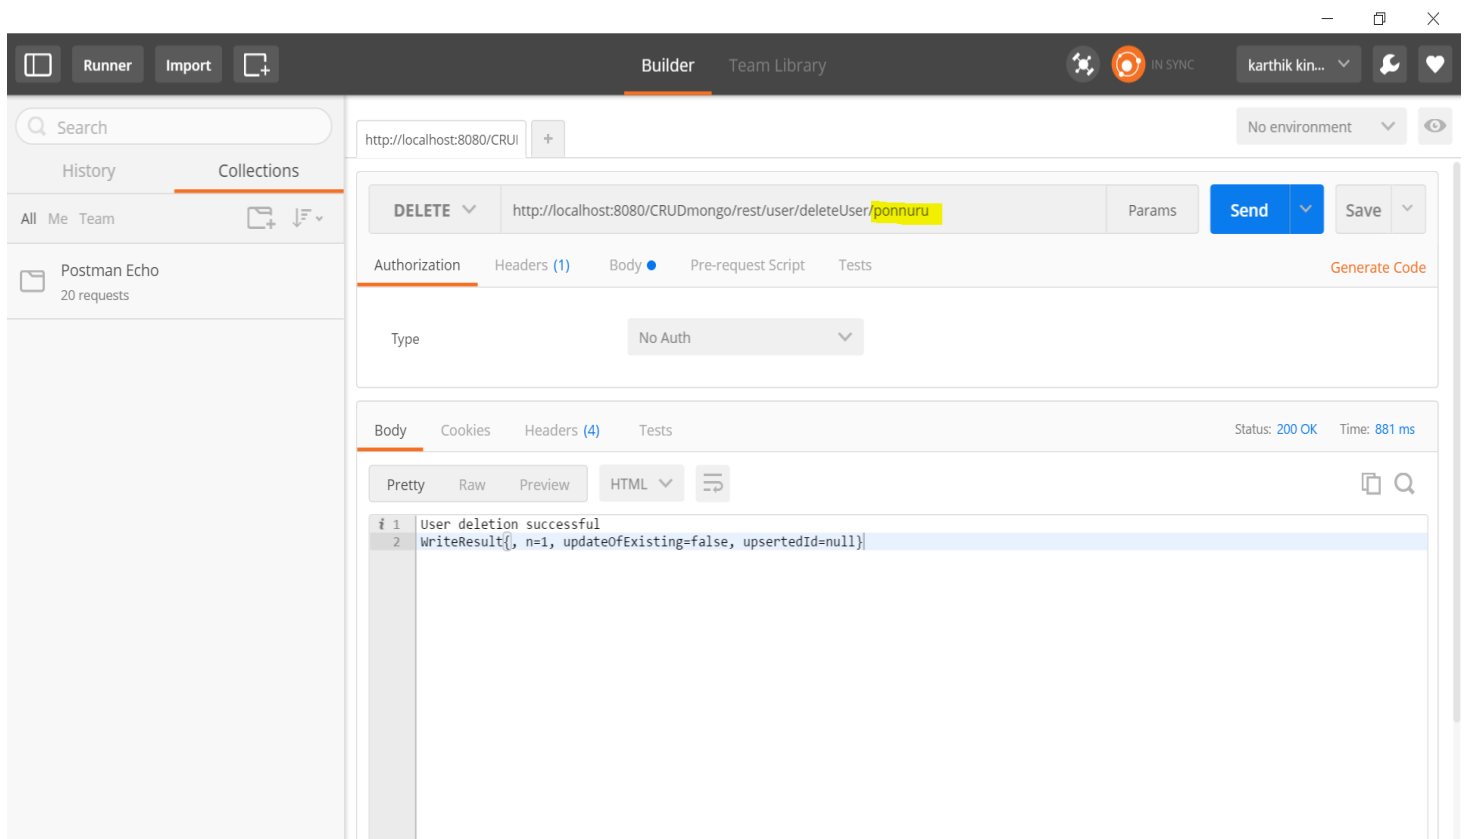 Runner Import Builder Team Library IN SYNC karthik kin...
Search
History Collections
All Me Team
Postman Echo
20 requests
http://localhost:8080/CRUI +
No environment
DELETE http://localhost:8080/CRUDmongo/rest/user/deleteUser/ponnuru Params Send Save
Authorization Headers (1) Body Pre-request Script Tests Generate Code
Type No Auth
Body Cookies Headers (4) Tests Status: 200 OK Time: 881 ms
Pretty Raw Preview HTML
i 1 User deletion successful
2 WriteResult{, n=1, updateOfExisting=false, upsertedId=null}